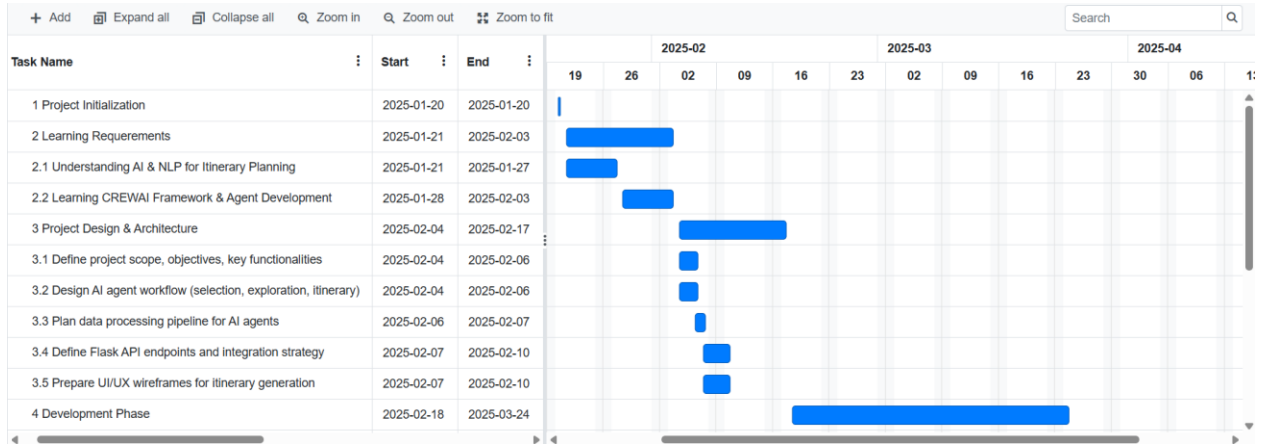 + Add Expand all Collapse all Zoom in Zoom out Zoom to fit Search
Task Name Start End 2025-02 2025-03 2025-04
19 26 02 09 16 23 02 09 16 23 30 06
1 Project Initialization 2025-01-20 2025-01-20
2 Learning Requerements 2025-01-21 2025-02-03
2.1 Understanding AI & NLP for Itinerary Planning 2025-01-21 2025-01-27
2.2 Learning CREWAI Framework & Agent Development 2025-01-28 2025-02-03
3 Project Design & Architecture 2025-02-04 2025-02-17
3.1 Define project scope, objectives, key functionalities 2025-02-04 2025-02-06
3.2 Design AI agent workflow (selection, exploration, itinerary) 2025-02-04 2025-02-06
3.3 Plan data processing pipeline for AI agents 2025-02-06 2025-02-07
3.4 Define Flask API endpoints and integration strategy 2025-02-07 2025-02-10
3.5 Prepare UI/UX wireframes for itinerary generation 2025-02-07 2025-02-10
4 Development Phase 2025-02-18 2025-03-24